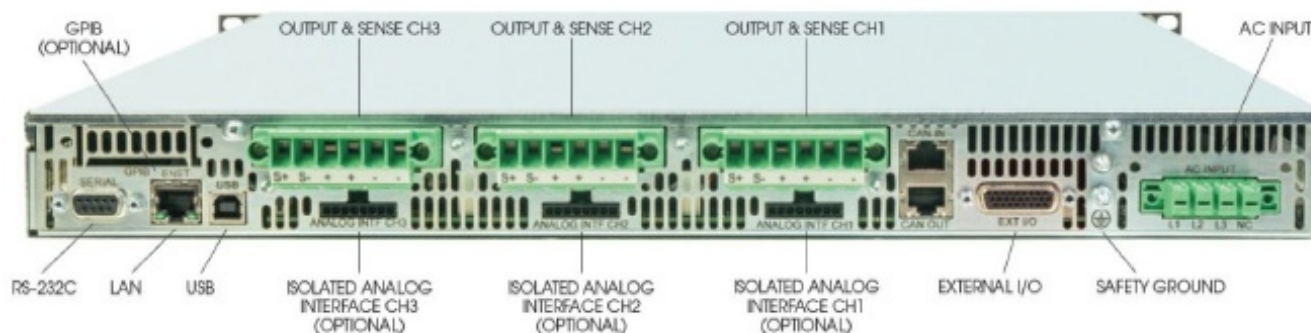 GPIB
(OPTIONAL)
OUTPUT & SENSE CH3
OUTPUT & SENSE CH2
OUTPUT & SENSE CH1
AC INPUT
GPIB
SERIAL
ENET
USB
S+ S- + + - -
S+ S- + + - -
S+ S- + + - -
CAN IN
AC INPUT
ANALOG INTF CH3
ANALOG INTF CH2
ANALOG INTF CH1
CAN OUT
EXT I/O
L1 L2 L3 NC
RS-232C
LAN
USB
ISOLATED ANALOG
INTERFACE CH3
(OPTIONAL)
ISOLATED ANALOG
INTERFACE CH2
(OPTIONAL)
ISOLATED ANALOG
INTERFACE CH1
(OPTIONAL)
EXTERNAL I/O
SAFETY GROUND